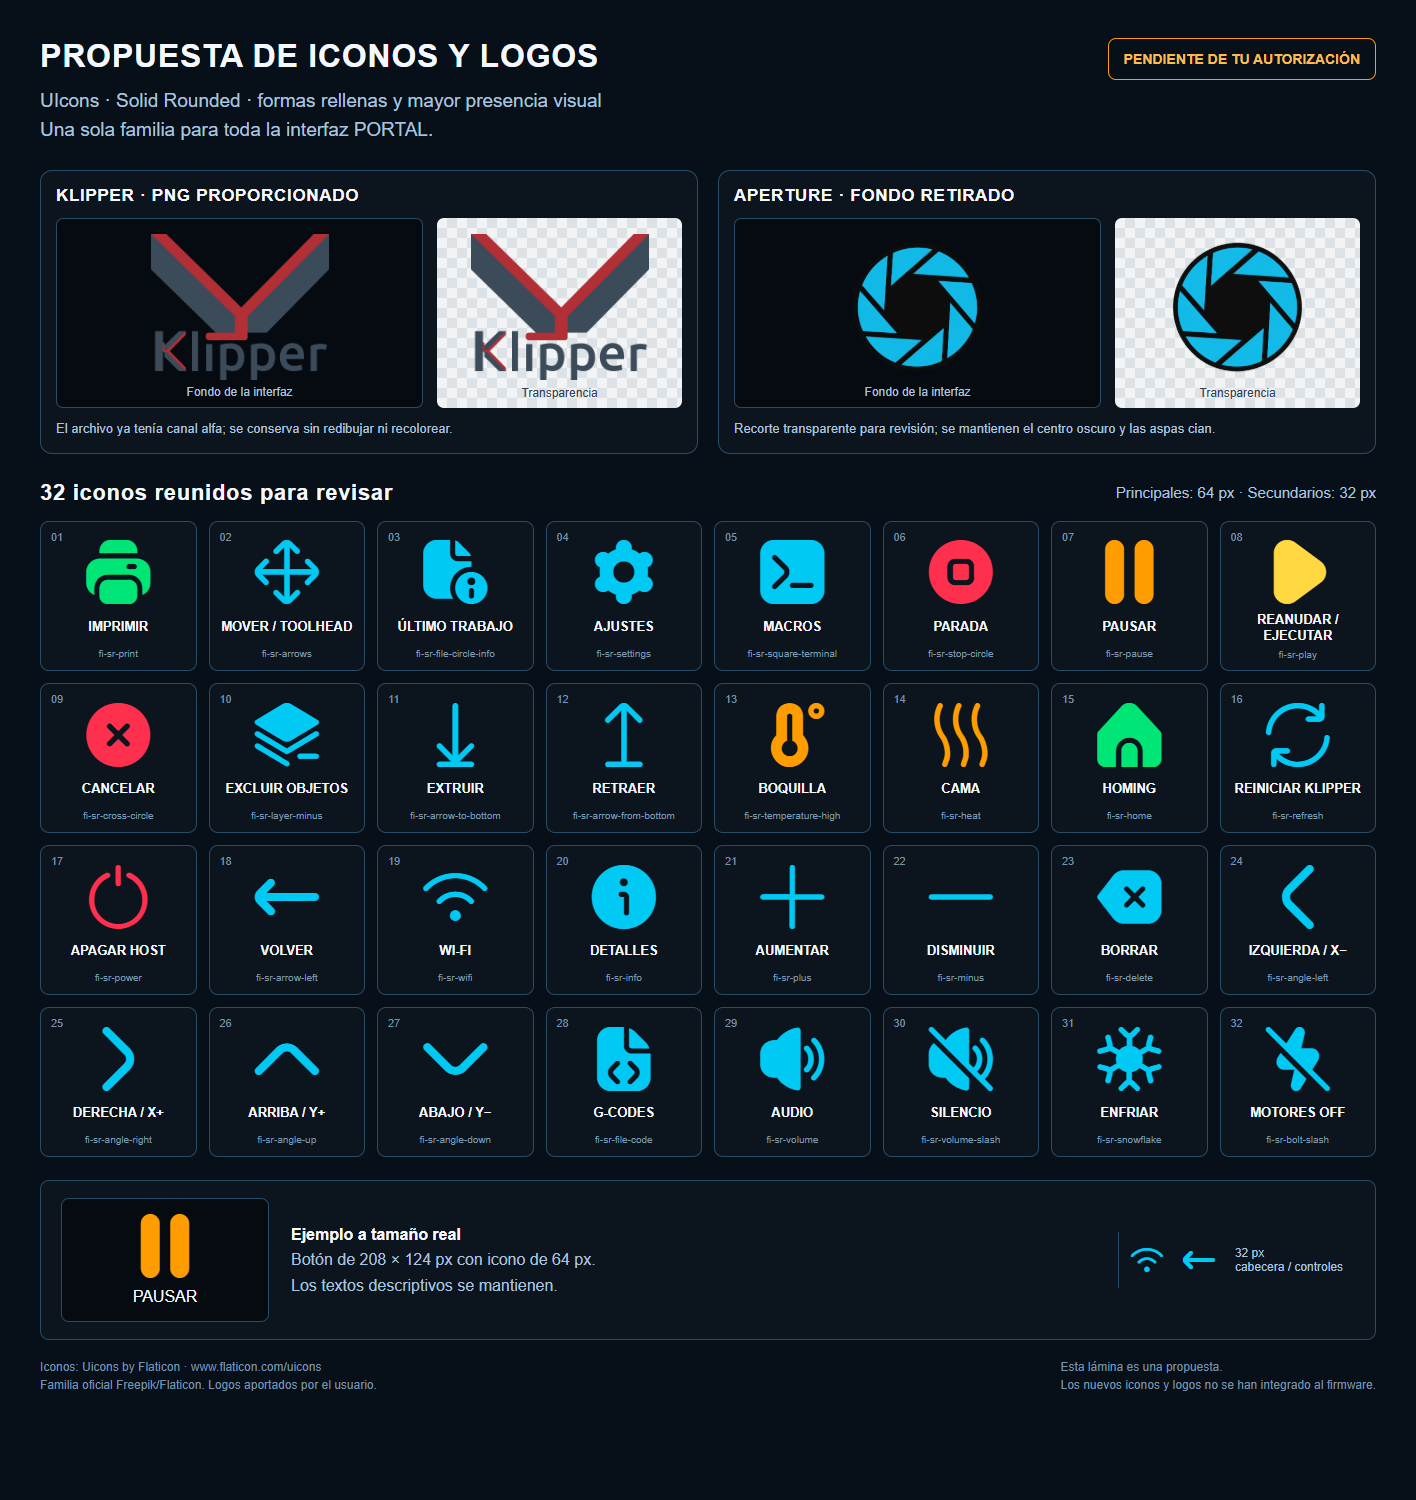 PROPUESTA DE ICONOS Y LOGOS
PENDIENTE DE TU AUTORIZACIÓN
UIcons · Solid Rounded · formas rellenas y mayor presencia visual
Una sola familia para toda la interfaz PORTAL.
KLIPPER · PNG PROPORCIONADO
Klipper
Fondo de la interfaz
Klipper
Transparencia
El archivo ya tenía canal alfa; se conserva sin redibujar ni recolorear.
APERTURE · FONDO RETIRADO
Fondo de la interfaz
Transparencia
Recorte transparente para revisión; se mantienen el centro oscuro y las aspas cian.
32 iconos reunidos para revisar
Principales: 64 px · Secundarios: 32 px
01
IMPRIMIR
fi-sr-print
02
MOVER / TOOLHEAD
fi-sr-arrows
03
ÚLTIMO TRABAJO
fi-sr-file-circle-info
04
AJUSTES
fi-sr-settings
05
MACROS
fi-sr-square-terminal
06
PARADA
fi-sr-stop-circle
07
PAUSAR
fi-sr-pause
08
REANUDAR /
EJECUTAR
fi-sr-play
09
CANCELAR
fi-sr-cross-circle
10
EXCLUIR OBJETOS
fi-sr-layer-minus
11
EXTRUIR
fi-sr-arrow-to-bottom
12
RETRAER
fi-sr-arrow-from-bottom
13
BOQUILLA
fi-sr-temperature-high
14
CAMA
fi-sr-heat
15
HOMING
fi-sr-home
16
REINICIAR KLIPPER
fi-sr-refresh
17
APAGAR HOST
fi-sr-power
18
VOLVER
fi-sr-arrow-left
19
WI-FI
fi-sr-wifi
20
DETALLES
fi-sr-info
21
AUMENTAR
fi-sr-plus
22
DISMINUIR
fi-sr-minus
23
BORRAR
fi-sr-delete
24
IZQUIERDA / X−
fi-sr-angle-left
25
DERECHA / X+
fi-sr-angle-right
26
ARRIBA / Y+
fi-sr-angle-up
27
ABAJO / Y−
fi-sr-angle-down
28
G-CODES
fi-sr-file-code
29
AUDIO
fi-sr-volume
30
SILENCIO
fi-sr-volume-slash
31
ENFRIAR
fi-sr-snowflake
32
MOTORES OFF
fi-sr-bolt-slash
PAUSAR
Ejemplo a tamaño real
Botón de 208 × 124 px con icono de 64 px.
Los textos descriptivos se mantienen.
32 px
cabecera / controles
Iconos: Uicons by Flaticon · www.flaticon.com/uicons
Familia oficial Freepik/Flaticon. Logos aportados por el usuario.
Esta lámina es una propuesta.
Los nuevos iconos y logos no se han integrado al firmware.